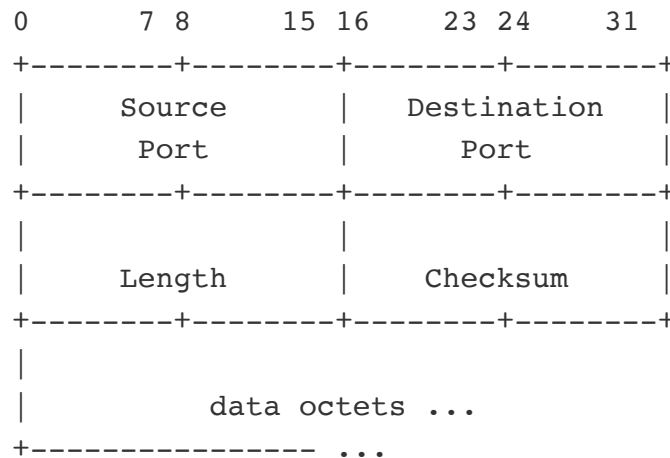 0      7 8     15 16    23 24    31
+--------+--------+--------+--------+
|     Source      |   Destination   |
|      Port       |      Port       |
+--------+--------+--------+--------+
|                 |                 |
|     Length      |    Checksum     |
+--------+--------+--------+--------+
|
|          data octets ...
+---------------- ...